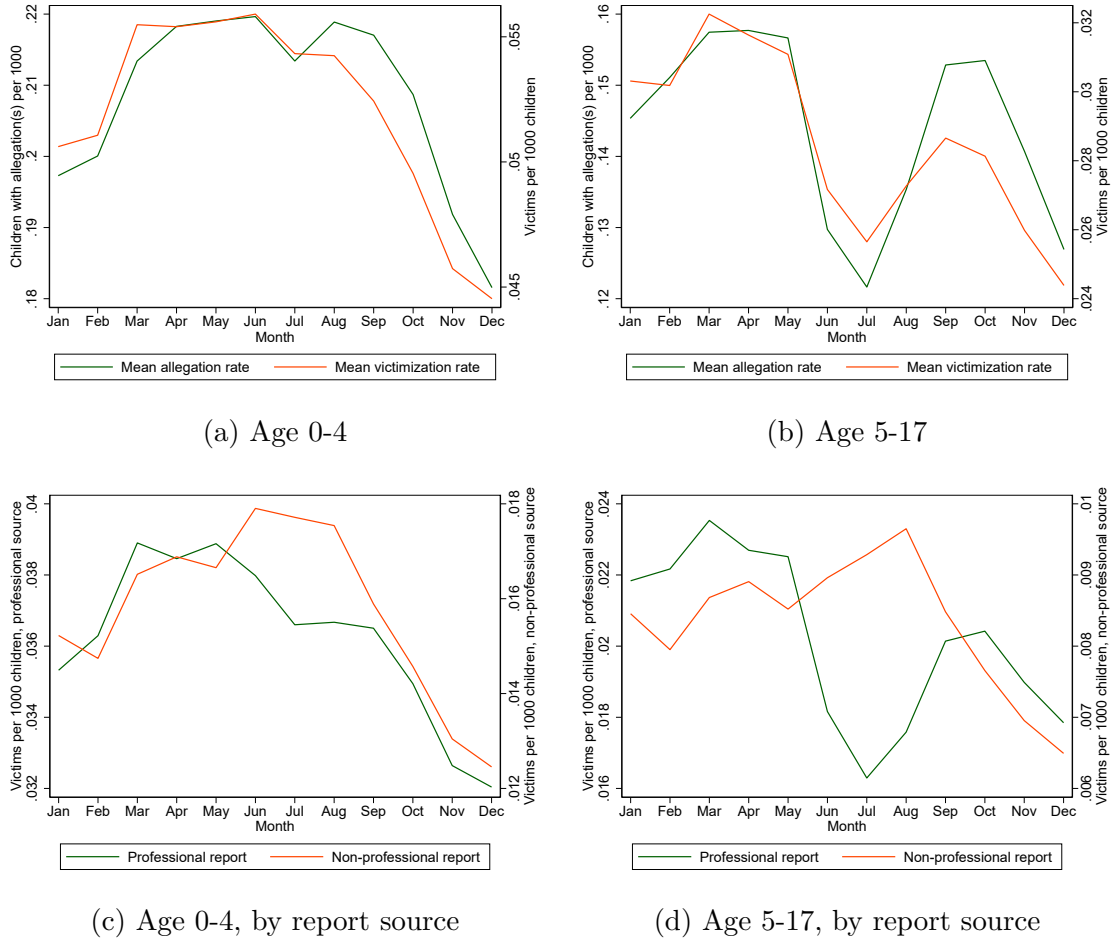 Children with allegation(s) per 1000
.18 .19 .2 .21 .22
Victims per 1000 children
.045 .05 .055
Jan Feb Mar Apr May Jun Jul Aug Sep Oct Nov Dec
Month
Mean allegation rate Mean victimization rate
(a) Age 0-4
Children with allegation(s) per 1000
.12 .13 .14 .15 .16
Victims per 1000 children
.024 .026 .028 .03 .032
Jan Feb Mar Apr May Jun Jul Aug Sep Oct Nov Dec
Month
Mean allegation rate Mean victimization rate
(b) Age 5-17
Victims per 1000 children, professional source
.032 .034 .036 .038 .04
Victims per 1000 children, non-professional source
.012 .014 .016 .018
Jan Feb Mar Apr May Jun Jul Aug Sep Oct Nov Dec
Month
Professional report Non-professional report
(c) Age 0-4, by report source
Victims per 1000 children, professional source
.016 .018 .02 .022 .024
Victims per 1000 children, non-professional source
.006 .007 .008 .009 .01
Jan Feb Mar Apr May Jun Jul Aug Sep Oct Nov Dec
Month
Professional report Non-professional report
(d) Age 5-17, by report source